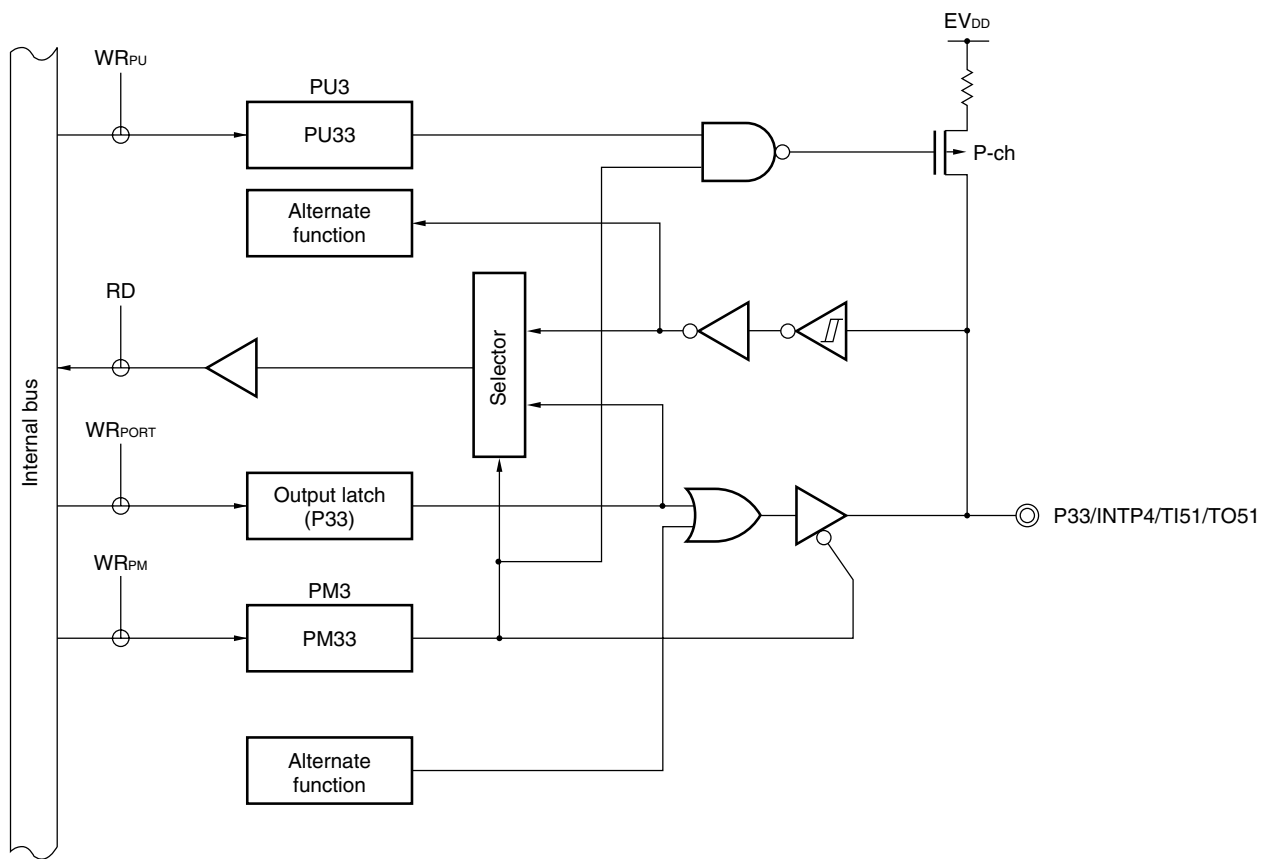 EVDD
WRPU
PU3
PU33
P-ch
Alternate
function
RD
Selector
Internal bus
WRPORT
Output latch
(P33)
P33/INTP4/TI51/TO51
WRPM
PM3
PM33
Alternate
function